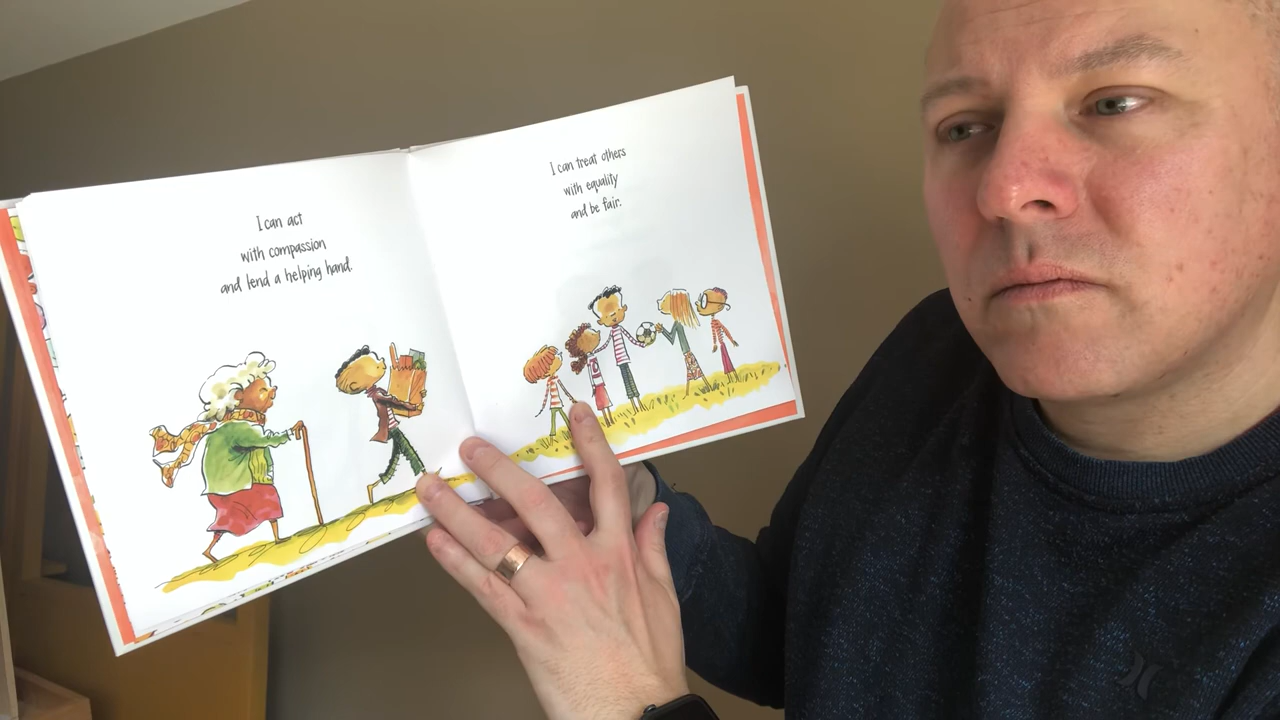 I can act
with compassion
and lend a helping hand.
I can treat others
with equality
and be fair.